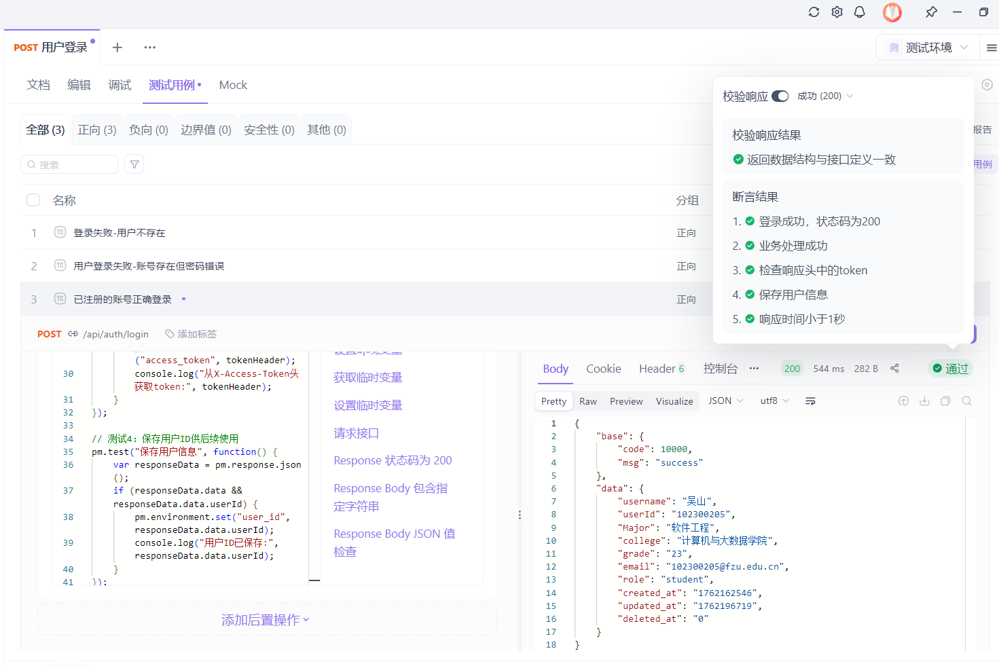 POST 用户登录
测 测试环境
文档 编辑 调试 测试用例 Mock
校验响应 成功 (200)
全部 (3) 正向 (3) 负向 (0) 边界值 (0) 安全性 (0) 其他 (0)
报告
校验响应结果
返回数据结构与接口定义一致
搜索
用例
名称 分组
断言结果
1. 登录成功，状态码为200
2. 业务处理成功
3. 检查响应头中的token
4. 保存用户信息
5. 响应时间小于1秒
1 TC 登录失败-用户不存在 正向
2 TC 用户登录失败-账号存在但密码错误 正向
3 TC 已注册的账号正确登录 正向
POST /api/auth/login 添加标签
("access_token", tokenHeader);
30 console.log("从X-Access-Token头
获取token:", tokenHeader);
31 }
32 });
33
34 // 测试4: 保存用户ID供后续使用
35 pm.test("保存用户信息", function() {
36 var responseData = pm.response.json
();
37 if (responseData.data &&
responseData.data.userId) {
38 pm.environment.set("user_id",
responseData.data.userId);
39 console.log("用户ID已保存:",
responseData.data.userId);
40 }
41 });
设置环境变量
获取临时变量
设置临时变量
请求接口
Response 状态码为 200
Response Body 包含指
定字符串
Response Body JSON 值
检查
添加后置操作
Body Cookie Header 6 控制台 200 544 ms 282 B 通过
Pretty Raw Preview Visualize JSON utf8
1 {
2 "base": {
3 "code": 10000,
4 "msg": "success"
5 },
6 "data": {
7 "username": "吴山",
8 "userId": "102300205",
9 "Major": "软件工程",
10 "college": "计算机与大数据学院",
11 "grade": "23",
12 "email": "102300205@fzu.edu.cn",
13 "role": "student",
14 "created_at": "1762162546",
15 "updated_at": "1762196719",
16 "deleted_at": "0"
17 }
18 }